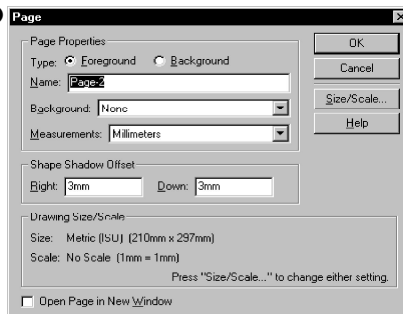 Page
Page Properties
Type: Foreground Background
Name: Page-2
Background: None
Measurements: Millimeters
OK
Cancel
Size/Scale...
Help
Shape Shadow Offset
Right: 3mm Down: 3mm
Drawing Size/Scale
Size: Metric (ISO) (210mm x 297mm)
Scale: No Scale (1mm = 1mm)
Press "Size/Scale..." to change either setting.
Open Page in New Window